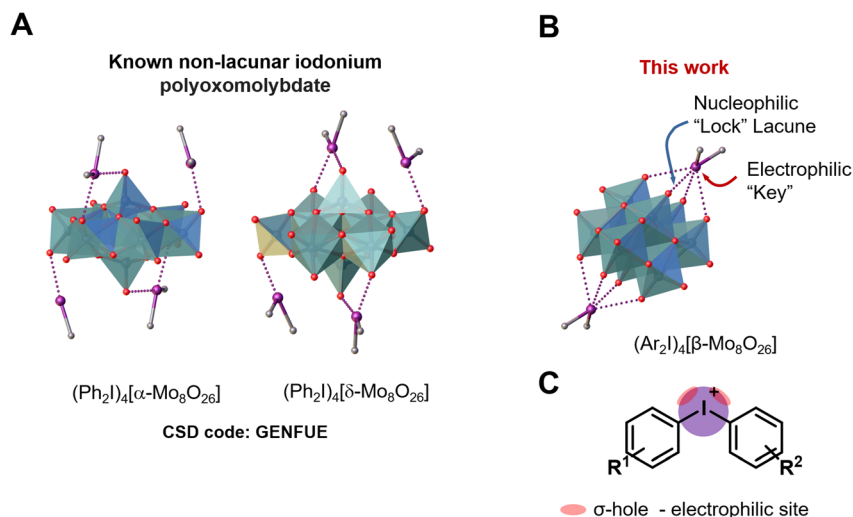 A
Known non-lacunar iodonium
polyoxomolybdate
(Ph₂I)₄[α-Mo₈O₂₆]
(Ph₂I)₄[δ-Mo₈O₂₆]
CSD code: GENFUE
B
This work
Nucleophilic
“Lock” Lacune
Electrophilic
“Key”
(Ar₂I)₄[β-Mo₈O₂₆]
C
I
+
R¹
R²
σ-hole - electrophilic site